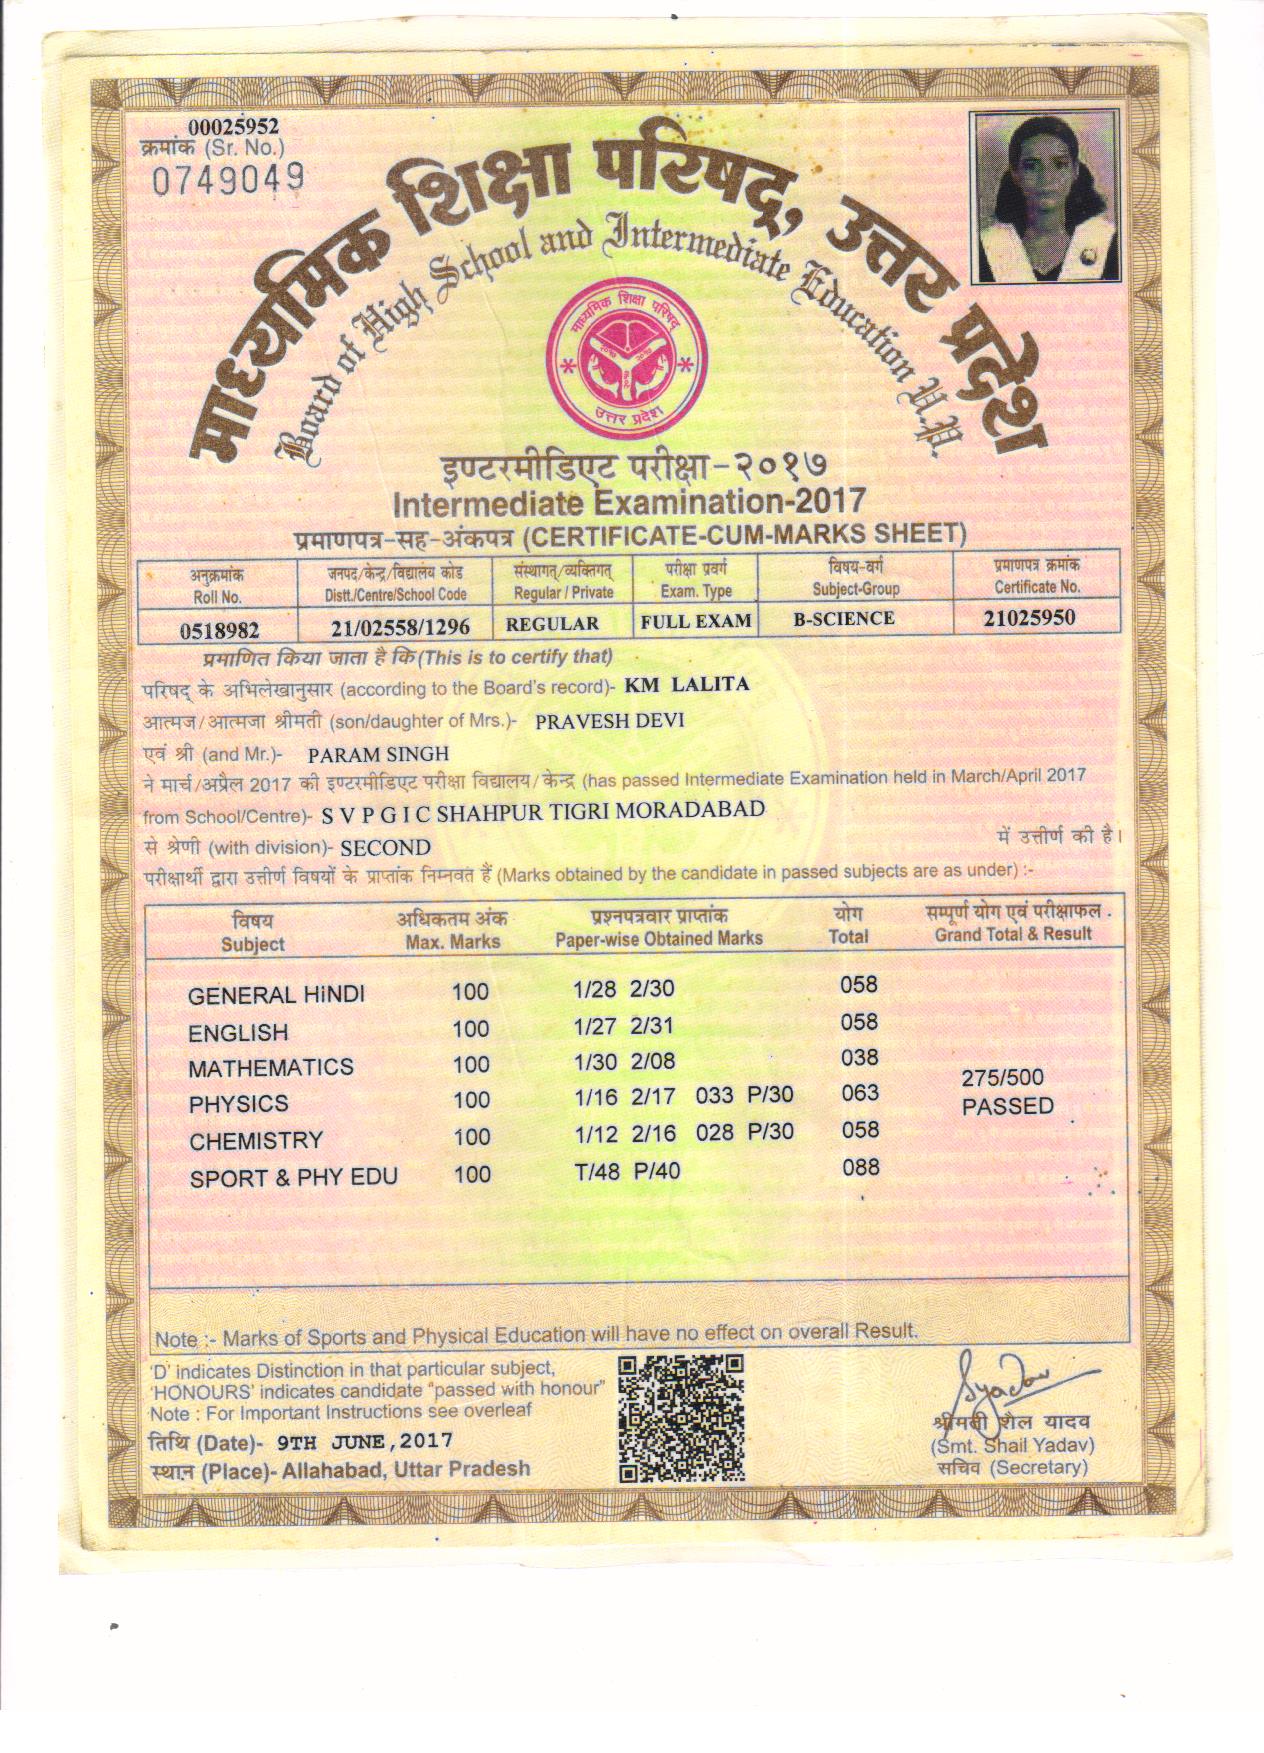 00025952
क्रमांक (Sr. No.)
0749049
माध्यमिक शिक्षा परिषद्, उत्तर प्रदेश
Board of High School and Intermediate Education U.P.
माध्यमिक शिक्षा परिषद्
उत्तर प्रदेश
इण्टरमीडिएट परीक्षा-२०१७
Intermediate Examination-2017
प्रमाणपत्र-सह-अंकपत्र (CERTIFICATE-CUM-MARKS SHEET)
अनुक्रमांक जनपद/केन्द्र/विद्यालय कोड संस्थागत्/व्यक्तिगत् परीक्षा प्रवर्ग विषय-वर्ग प्रमाणपत्र क्रमांक
Roll No. Distt./Centre/School Code Regular / Private Exam. Type Subject-Group Certificate No.
0518982 21/02558/1296 REGULAR FULL EXAM B-SCIENCE 21025950
प्रमाणित किया जाता है कि (This is to certify that)
परिषद् के अभिलेखानुसार (according to the Board's record)- KM LALITA
आत्मज/आत्मजा श्रीमती (son/daughter of Mrs.)- PRAVESH DEVI
एवं श्री (and Mr.)- PARAM SINGH
ने मार्च/अप्रैल 2017 की इण्टरमीडिएट परीक्षा विद्यालय/केन्द्र (has passed Intermediate Examination held in March/April 2017
from School/Centre)- S V P G I C SHAHPUR TIGRI MORADABAD
से श्रेणी (with division)- SECOND में उत्तीर्ण की है।
परीक्षार्थी द्वारा उत्तीर्ण विषयों के प्राप्तांक निम्नवत हैं (Marks obtained by the candidate in passed subjects are as under) :-
विषय अधिकतम अंक प्रश्नपत्रवार प्राप्तांक योग सम्पूर्ण योग एवं परीक्षाफल .
Subject Max. Marks Paper-wise Obtained Marks Total Grand Total & Result
GENERAL HiNDI 100 1/28 2/30 058
ENGLISH 100 1/27 2/31 058
MATHEMATICS 100 1/30 2/08 038
275/500
PHYSICS 100 1/16 2/17 033 P/30 063
PASSED
CHEMISTRY 100 1/12 2/16 028 P/30 058
SPORT & PHY EDU 100 T/48 P/40 088
Note :- Marks of Sports and Physical Education will have no effect on overall Result.
'D' indicates Distinction in that particular subject,
'HONOURS' indicates candidate "passed with honour"
Note : For Important Instructions see overleaf
तिथि (Date)- 9TH JUNE,2017
स्थान (Place)- Allahabad, Uttar Pradesh
Syadav
श्रीमती शैल यादव
(Smt. Shail Yadav)
सचिव (Secretary)